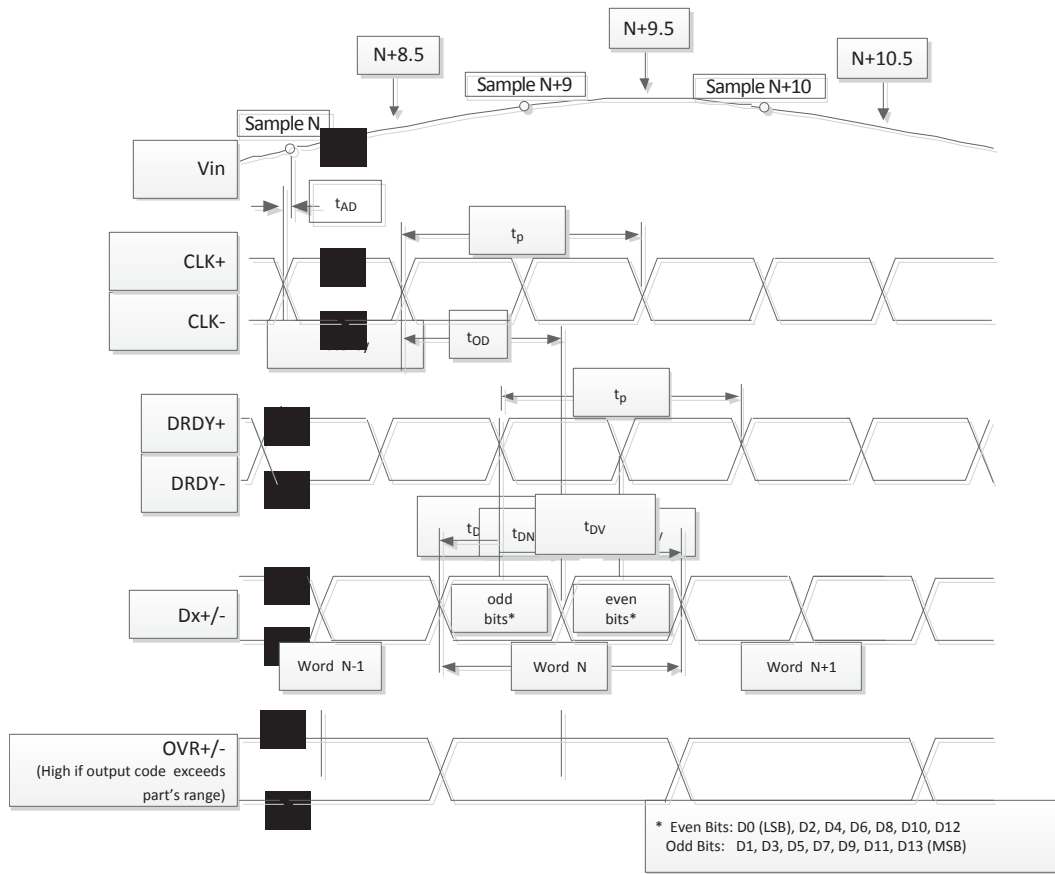 N+8.5
N+9.5
N+10.5
Sample N
Sample N+9
Sample N+10
Vin
tAD
tp
CLK+
CLK-
tOD
tp
DRDY+
DRDY-
tDN
tDV
Dx+/-
odd
bits*
even
bits*
Word N-1
Word N
Word N+1
OVR+/-
(High if output code exceeds
part's range)
* Even Bits: D0 (LSB), D2, D4, D6, D8, D10, D12
Odd Bits: D1, D3, D5, D7, D9, D11, D13 (MSB)